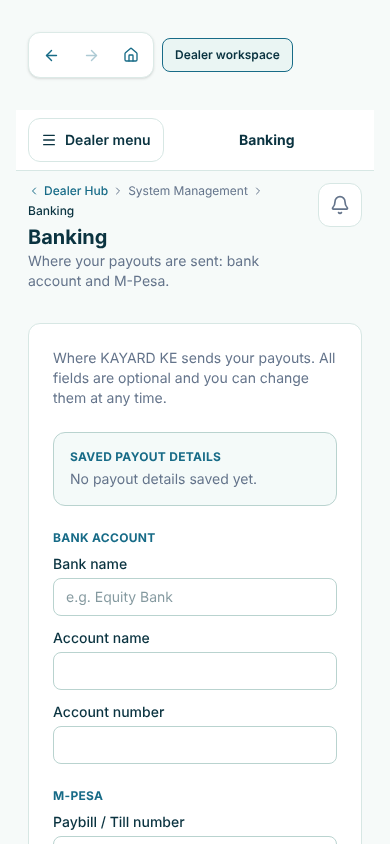 Dealer workspace
Dealer menu
Banking
Dealer Hub
System Management
Banking
Banking
Where your payouts are sent: bank
account and M-Pesa.
Where KAYARD KE sends your payouts. All
fields are optional and you can change
them at any time.
SAVED PAYOUT DETAILS
No payout details saved yet.
BANK ACCOUNT
Bank name
e.g. Equity Bank
Account name
Account number
M-PESA
Paybill / Till number